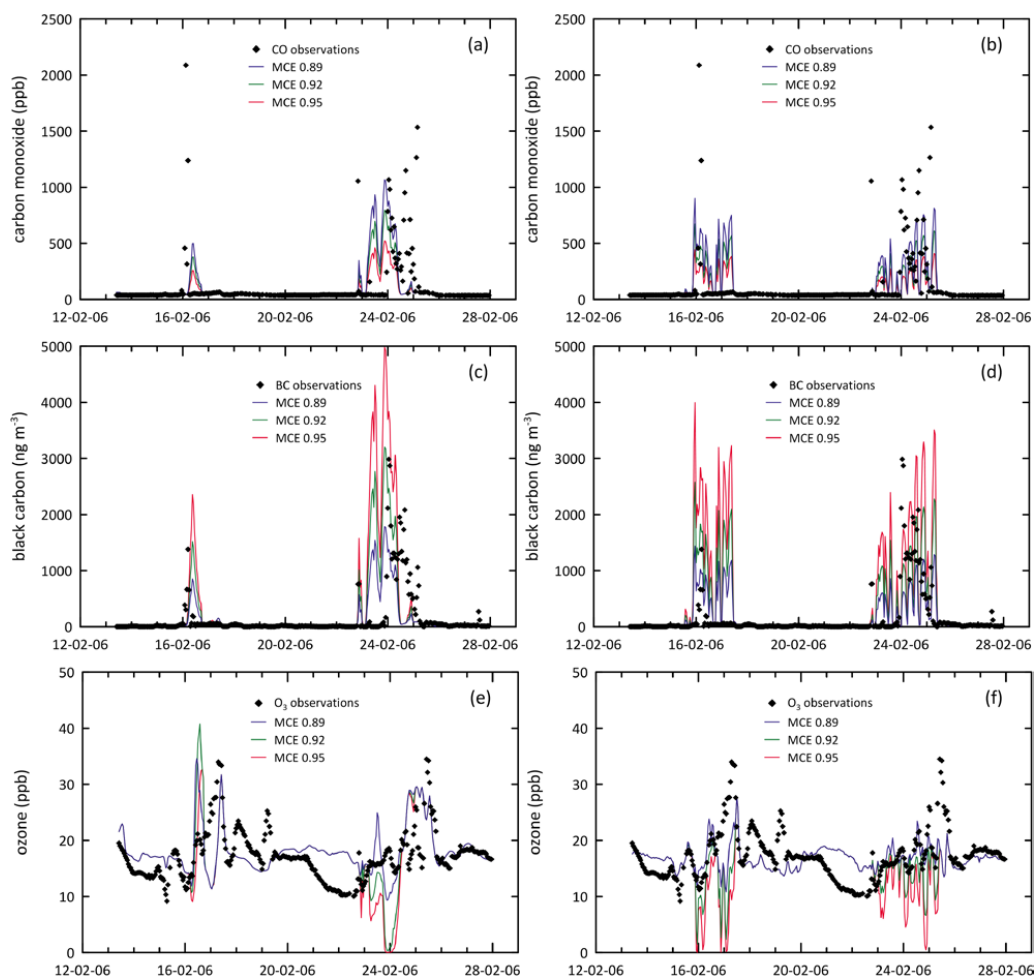 2500
(a)
CO observations
2000
MCE 0.89
MCE 0.92
MCE 0.95
1500
1000
500
0
carbon monoxide (ppb)
12-02-06 16-02-06 20-02-06 24-02-06 28-02-06
2500
(b)
CO observations
2000
MCE 0.89
MCE 0.92
MCE 0.95
1500
1000
500
0
carbon monoxide (ppb)
12-02-06 16-02-06 20-02-06 24-02-06 28-02-06
5000
(c)
BC observations
MCE 0.89
4000
MCE 0.92
MCE 0.95
3000
2000
1000
0
black carbon (ng m⁻³)
12-02-06 16-02-06 20-02-06 24-02-06 28-02-06
5000
(d)
BC observations
MCE 0.89
4000
MCE 0.92
MCE 0.95
3000
2000
1000
0
black carbon (ng m⁻³)
12-02-06 16-02-06 20-02-06 24-02-06 28-02-06
50
(e)
O₃ observations
MCE 0.89
40
MCE 0.92
MCE 0.95
30
20
10
0
ozone (ppb)
12-02-06 16-02-06 20-02-06 24-02-06 28-02-06
50
(f)
O₃ observations
MCE 0.89
40
MCE 0.92
MCE 0.95
30
20
10
0
ozone (ppb)
12-02-06 16-02-06 20-02-06 24-02-06 28-02-06